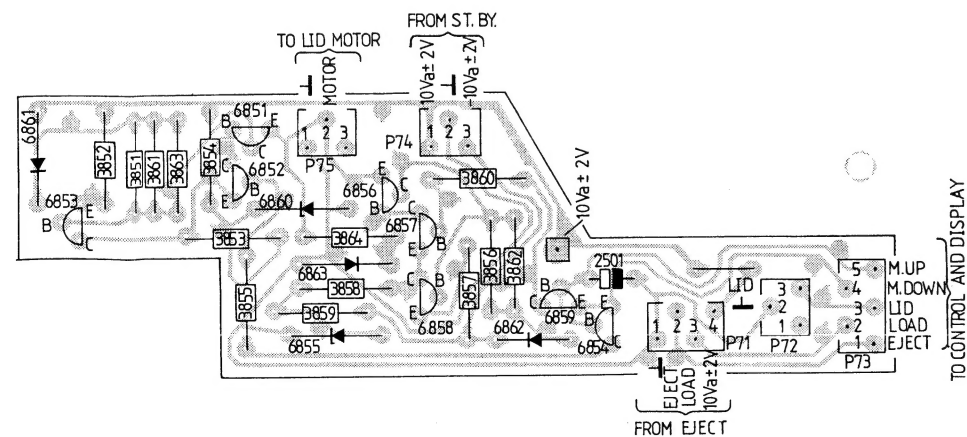 FROM ST. BY.
TO LID MOTOR
MOTOR
10Va± 2V
10Va± 2V
6861
3852
3851
3861
3863
3854
6851
B
E
C
1 2 3
P75
P74
1 2 3
6852
C
B
E
6853
E
B
C
6860
6856
E
C
B
3860
10Va± 2V
3853
3864
6857
C
E
B
6863
3858
3859
6855
3855
C
B
E
6858
3857
3856
3862
6862
2501
B
C
E
6859
E
B
C
6854
LID
1 2 3 4
P71
3
2
1
P72
5 M.UP
4 M.DOWN
3 LID
2 LOAD
1 EJECT
P73
TO CONTROL AND DISPLAY
EJECT
LOAD
10Va± 2V
FROM EJECT